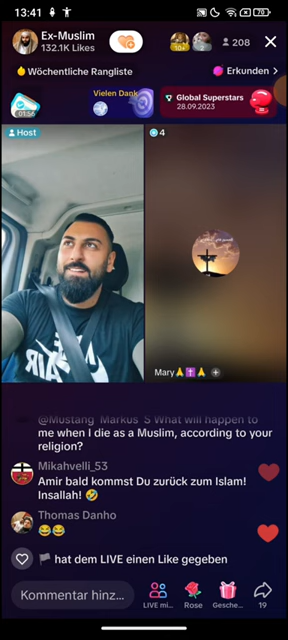 13:41
70
Ex-Muslim
132.1K Likes
208
Wöchentliche Rangliste
Erkunden >
01:56
Vielen Dank
Global Superstars
28.09.2023
Host
4
Mary🙏✝️🙏
@Mustang_Markus_S What will happen to
me when I die as a Muslim, according to your
religion?
Mikahvelli_53
Amir bald kommst Du zurück zum Islam!
Insallah! 🤣
Thomas Danho
😂😂
hat dem LIVE einen Like gegeben
Kommentar hinz...
LIVE mi...
Rose
Gesche...
19